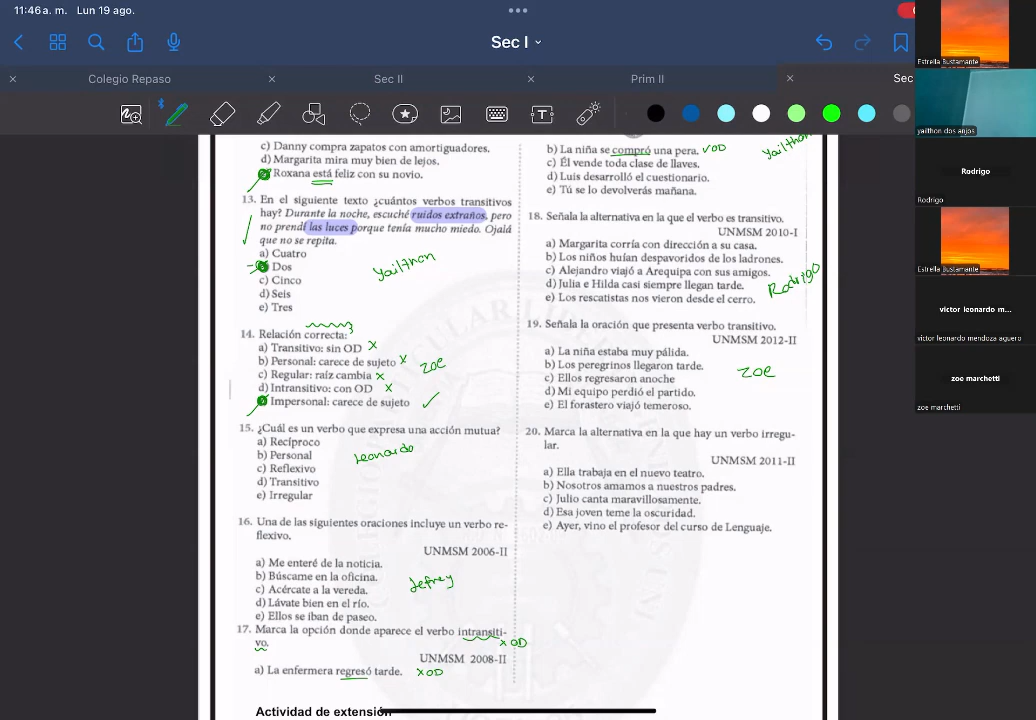 11:46 a. m. Lun 19 ago.
Sec I
Colegio Repaso
Sec II
Prim II
Sec
c) Danny compra zapatos con amortiguadores.
d) Margarita mira muy bien de lejos.
Roxana está feliz con su novio.
13. En el siguiente texto ¿cuántos verbos transitivos
hay? Durante la noche, escuché ruidos extraños, pero
no prendí las luces porque tenía mucho miedo. Ojalá
que no se repita.
a) Cuatro
Dos
c) Cinco
d) Seis
e) Tres
Yailthon
14. Relación correcta:
a) Transitivo: sin OD x
b) Personal: carece de sujeto x
c) Regular: raíz cambia x
d) Intransitivo: con OD x
Impersonal: carece de sujeto
zoe
15. ¿Cuál es un verbo que expresa una acción mutua?
a) Recíproco
b) Personal
c) Reflexivo
d) Transitivo
e) Irregular
Leonardo
16. Una de las siguientes oraciones incluye un verbo re-
flexivo.
UNMSM 2006-II
a) Me enteré de la noticia.
b) Búscame en la oficina.
c) Acércate a la vereda.
d) Lávate bien en el río.
e) Ellos se iban de paseo.
Jefrey
17. Marca la opción donde aparece el verbo intransiti-
vo.
x OD
UNMSM 2008-II
a) La enfermera regresó tarde. x OD
Actividad de extensión
b) La niña se compró una pera. ✓OD
c) Él vende toda clase de llaves.
d) Luis desarrolló el cuestionario.
e) Tú se lo devolverás mañana.
Yailthon
18. Señala la alternativa en la que el verbo es transitivo.
UNMSM 2010-I
a) Margarita corría con dirección a su casa.
b) Los niños huían despavoridos de los ladrones.
c) Alejandro viajó a Arequipa con sus amigos.
d) Julia e Hilda casi siempre llegan tarde.
e) Los rescatistas nos vieron desde el cerro.
Rodrigo
19. Señala la oración que presenta verbo transitivo.
UNMSM 2012-II
a) La niña estaba muy pálida.
b) Los peregrinos llegaron tarde.
c) Ellos regresaron anoche
d) Mi equipo perdió el partido.
e) El forastero viajó temeroso.
zoe
20. Marca la alternativa en la que hay un verbo irregu-
lar.
UNMSM 2011-II
a) Ella trabaja en el nuevo teatro.
b) Nosotros amamos a nuestros padres.
c) Julio canta maravillosamente.
d) Esa joven teme la oscuridad.
e) Ayer, vino el profesor del curso de Lenguaje.
Estrella Bustamante
yailthon dos anjos
Rodrigo
Rodrigo
Estrella Bustamante
victor leonardo m...
victor leonardo mendoza aguero
zoe marchetti
zoe marchetti